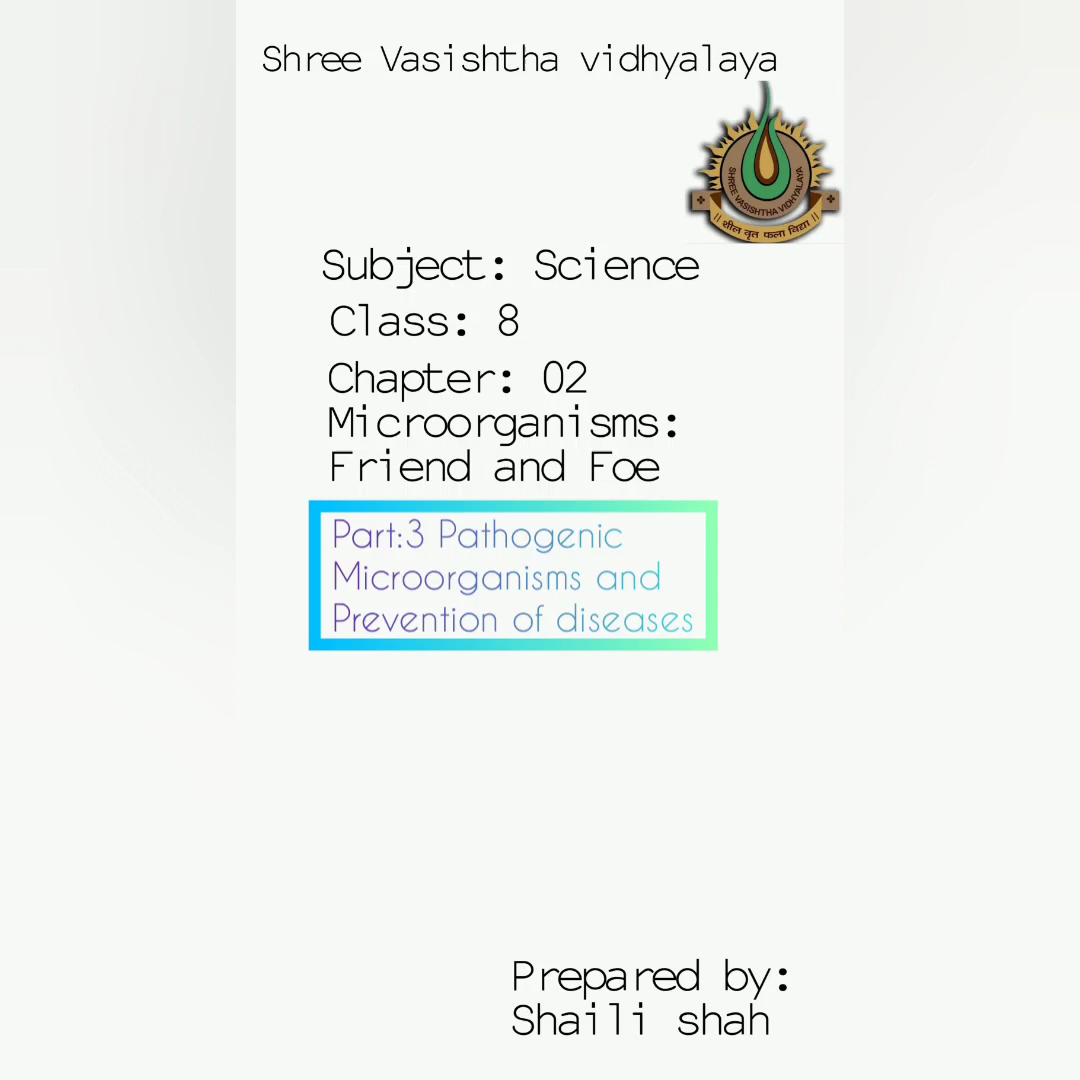 Shree Vasishtha vidhyalaya
SHREE VASISHTHA VIDHYALAYA
|| शील वृत फला विद्या ||
Subject: Science
Class: 8
Chapter: 02
Microorganisms:
Friend and Foe
Part:3 Pathogenic
Microorganisms and
Prevention of diseases
Prepared by:
Shaili shah